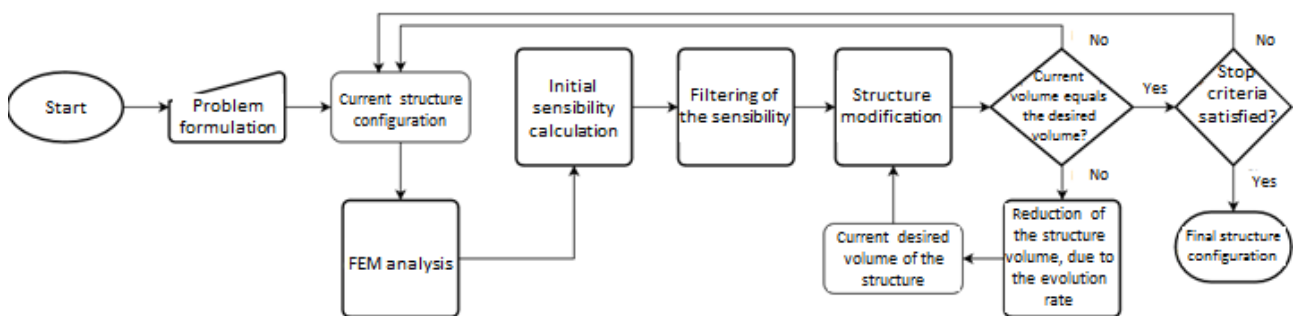 Start
Problem
formulation
Current structure
configuration
FEM analysis
Initial
sensibility
calculation
Filtering of
the sensibility
Structure
modification
Current
volume equals
the desired
volume?
No
Yes
No
Reduction of
the structure
volume, due to
the evolution
rate
Current desired
volume of the
structure
Stop
criteria
satisfied?
No
Yes
Final structure
configuration